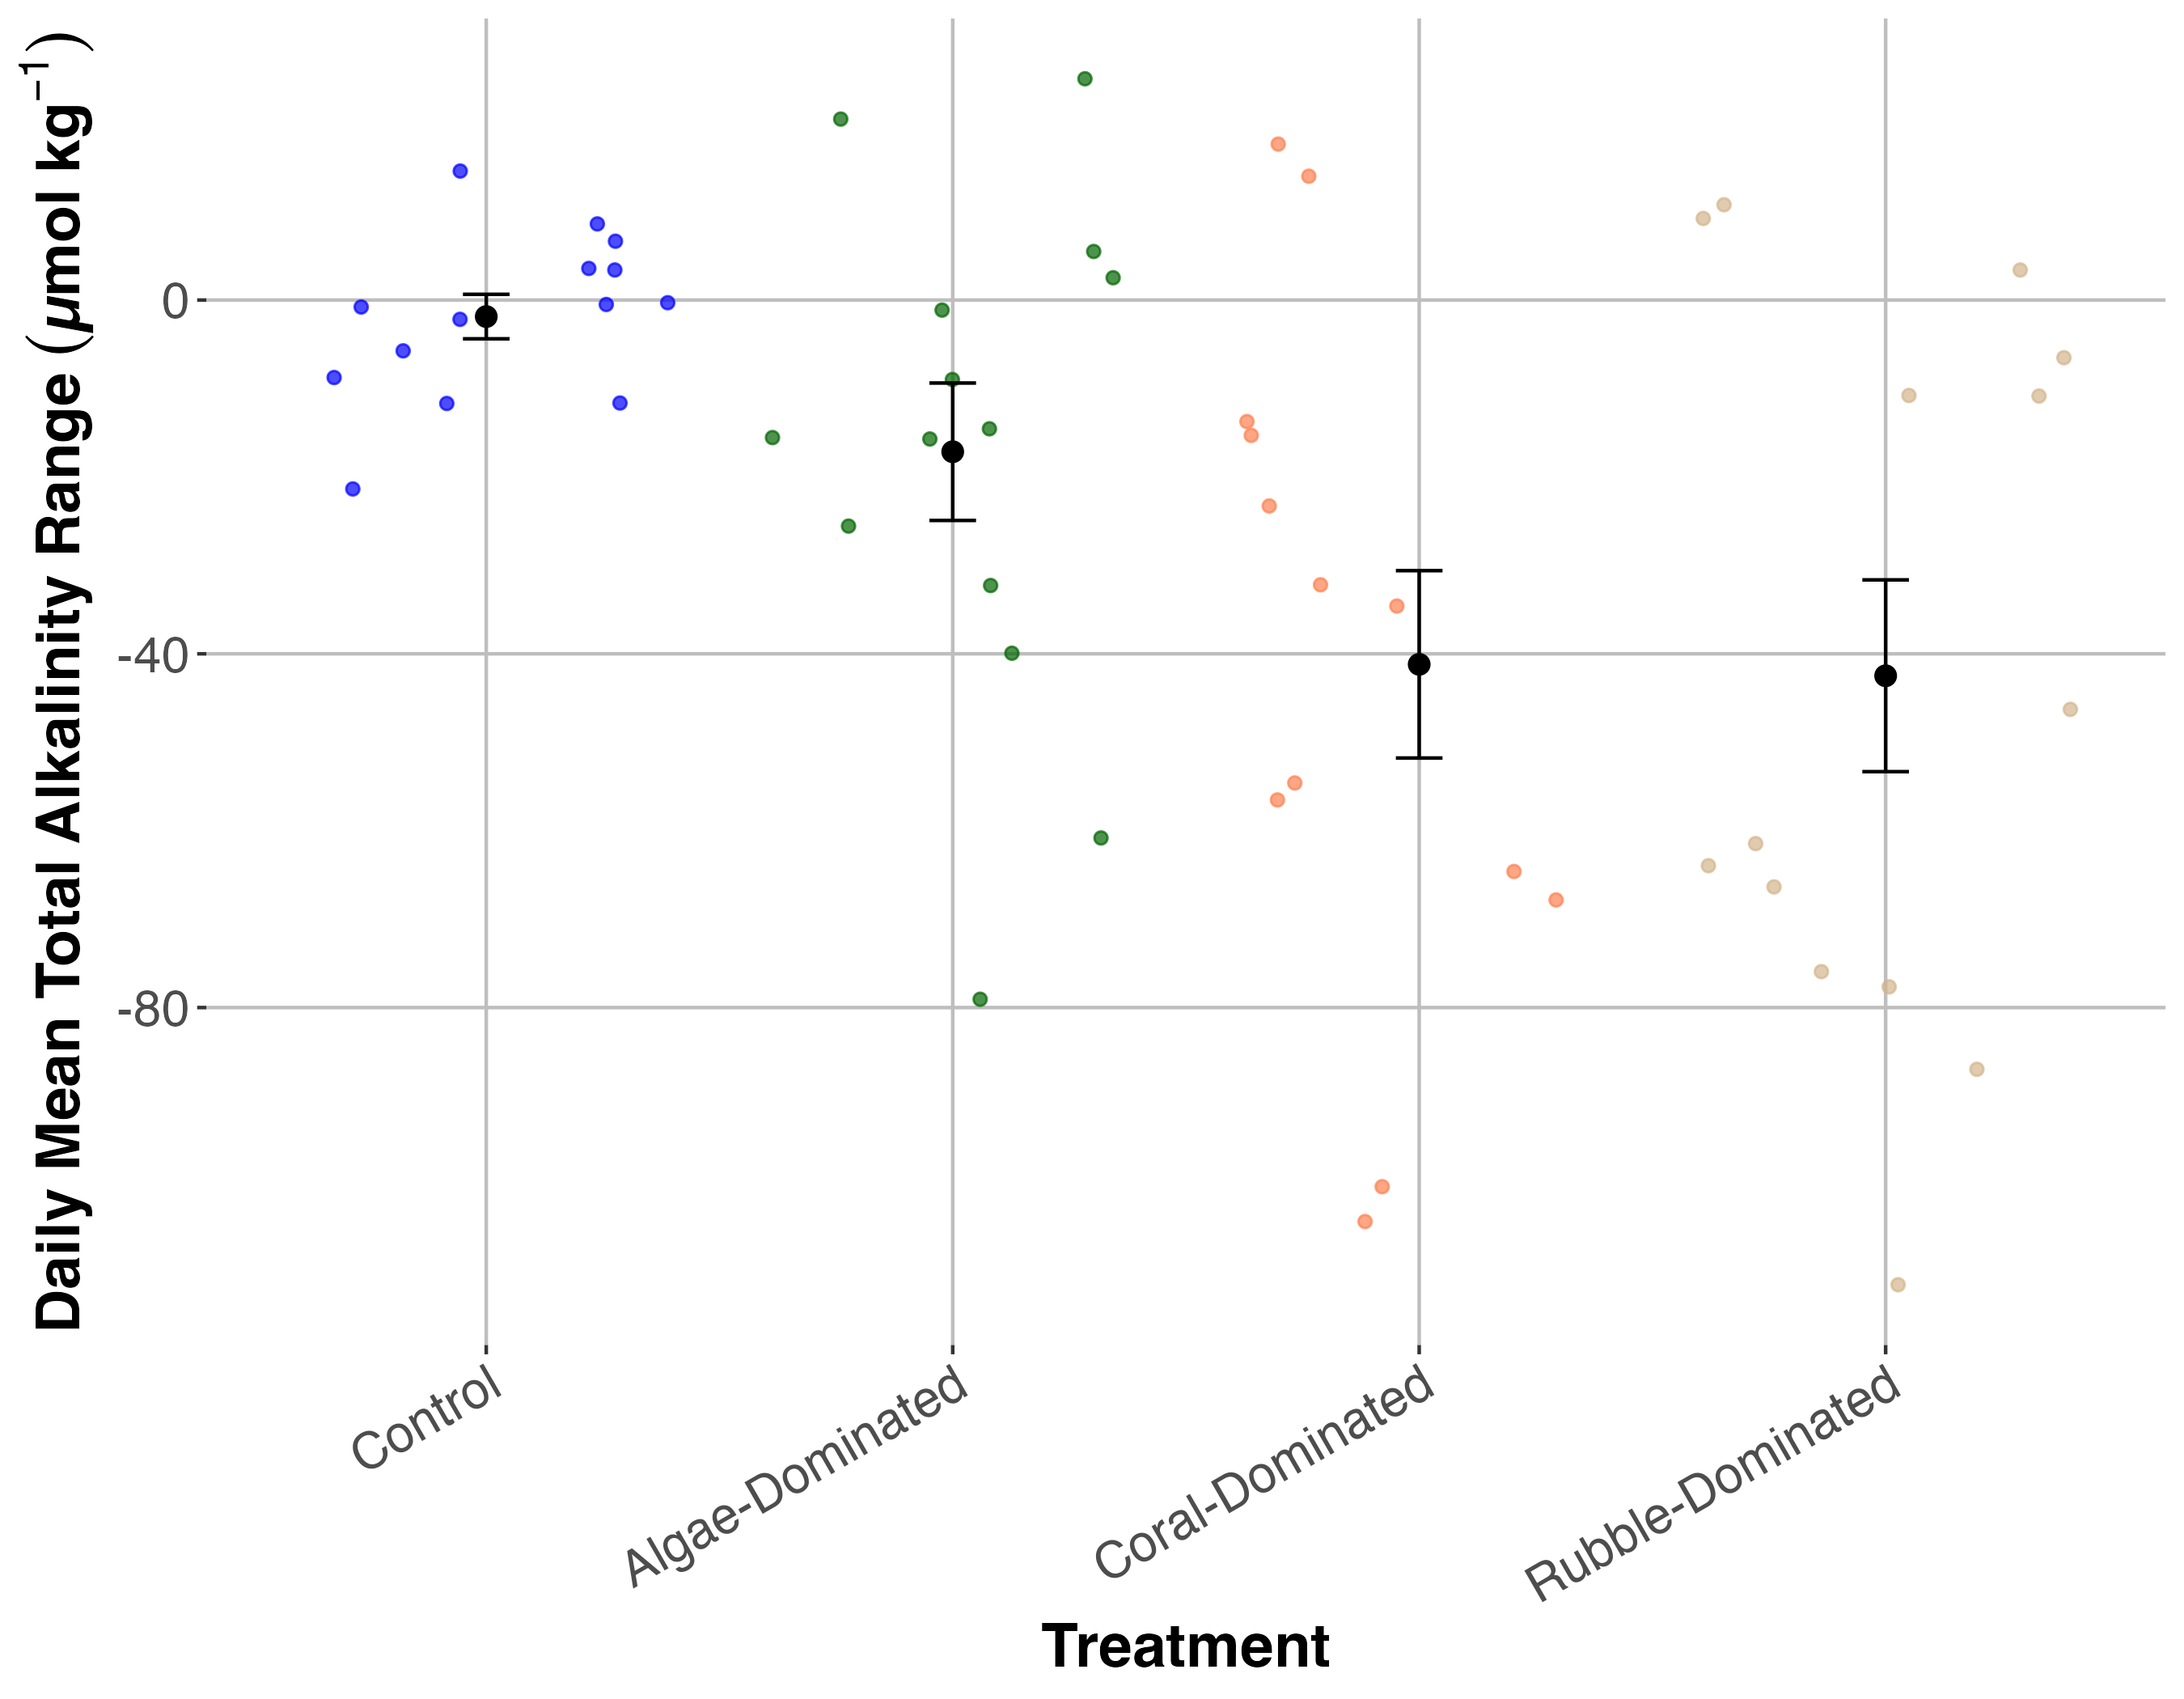 Daily Mean Total Alkalinity Range (μmol kg⁻¹)
0
-40
-80
Control
Algae-Dominated
Coral-Dominated
Rubble-Dominated
Treatment